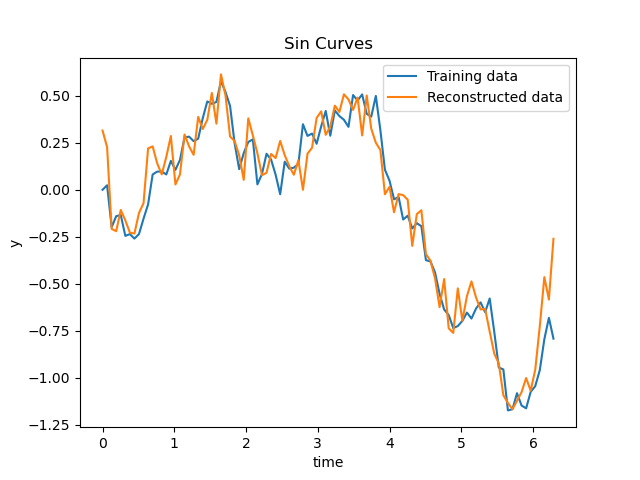 Sin Curves
Training data
Reconstructed data
0.50
0.25
0.00
−0.25
−0.50
−0.75
−1.00
−1.25
y
0 1 2 3 4 5 6
time